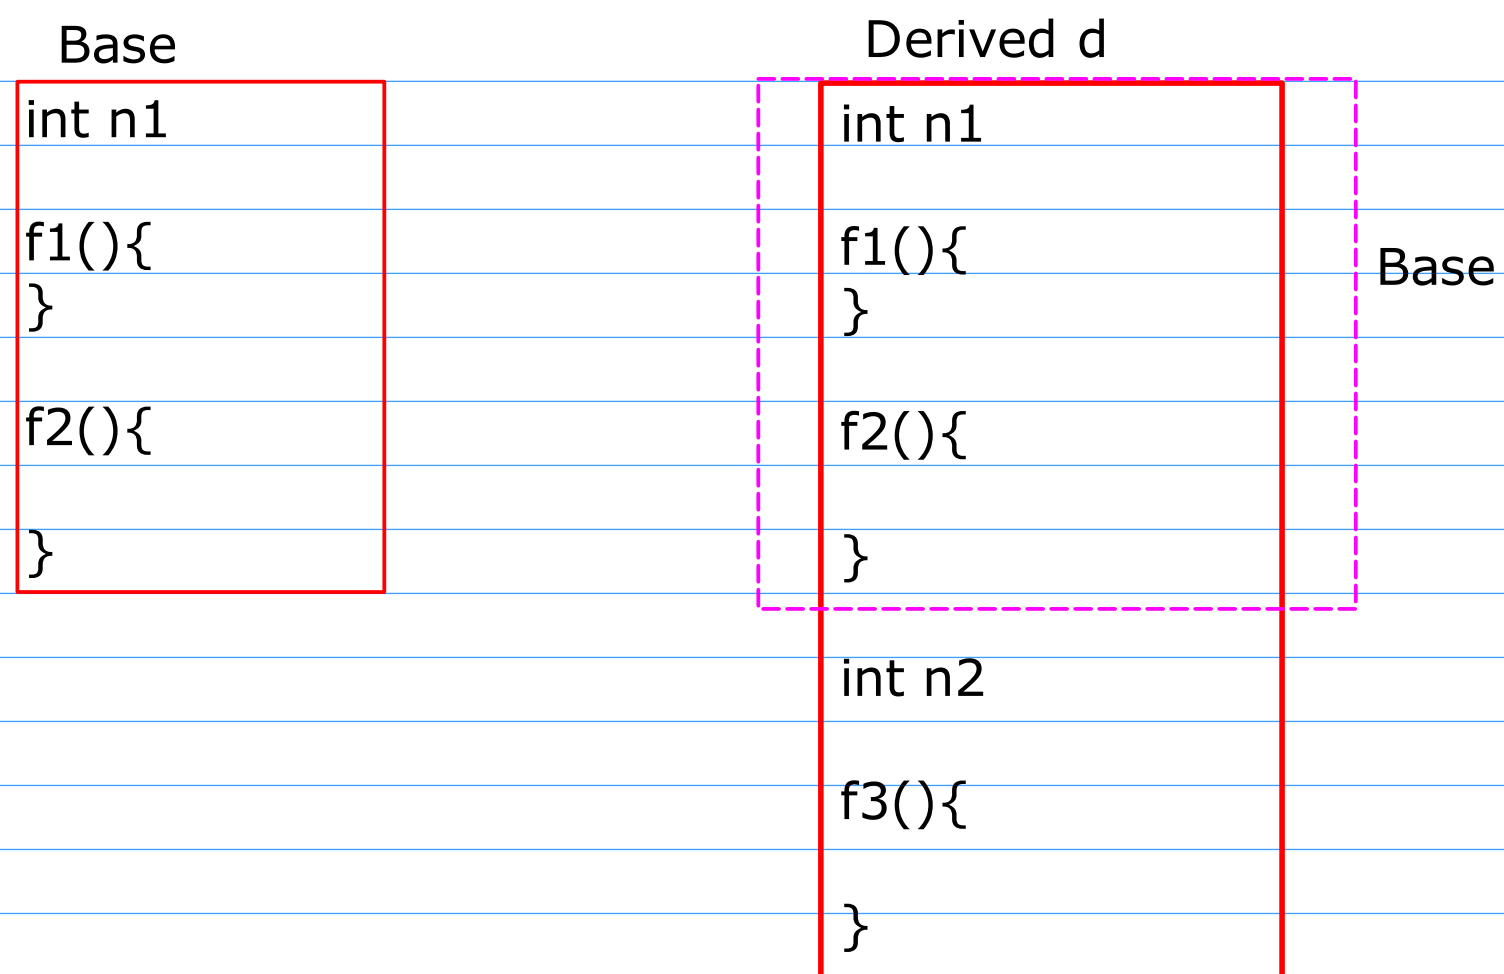 Base
int n1
f1(){
}
f2(){
}
Derived d
int n1
f1(){
}
f2(){
}
Base
int n2
f3(){
}